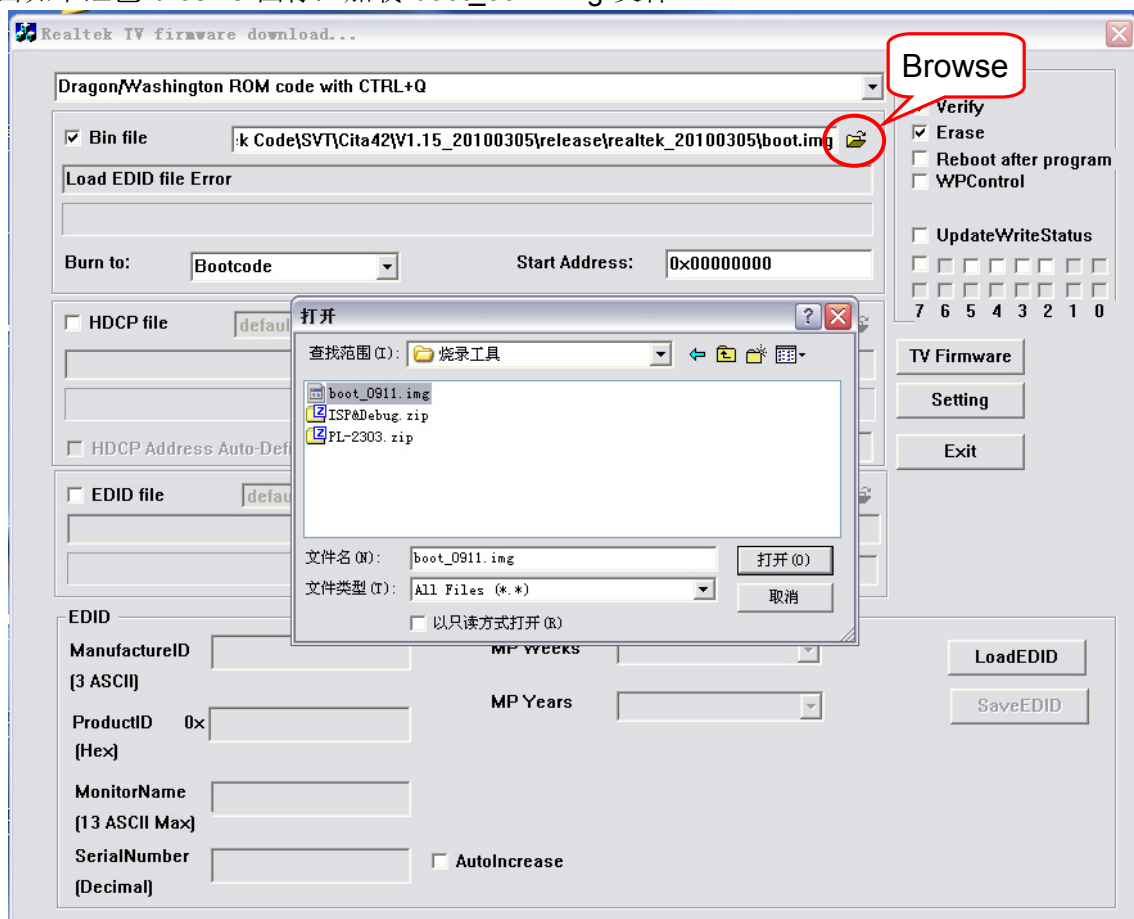 Realtek TV firmware download...
Browse
Dragon/Washington ROM code with CTRL+Q
Verify
Bin file
:k Code\SVT\Cita42\V1.15_20100305\release\realtek_20100305\boot.img
Erase
Reboot after program
Load EDID file Error
WPControl
UpdateWriteStatus
Burn to:
Bootcode
Start Address:
0x00000000
7 6 5 4 3 2 1 0
HDCP file
defaul
打开
查找范围(I):
烧录工具
TV Firmware
boot_0911.img
ISP&Debug.zip
PL-2303.zip
Setting
HDCP Address Auto-Defi
Exit
EDID file
defau
文件名(N):
boot_0911.img
打开(O)
文件类型(T):
All Files (*.*)
取消
以只读方式打开(R)
EDID
ManufactureID
(3 ASCII)
MP Weeks
LoadEDID
MP Years
SaveEDID
ProductID 0x
(Hex)
MonitorName
(13 ASCII Max)
SerialNumber
(Decimal)
AutoIncrease